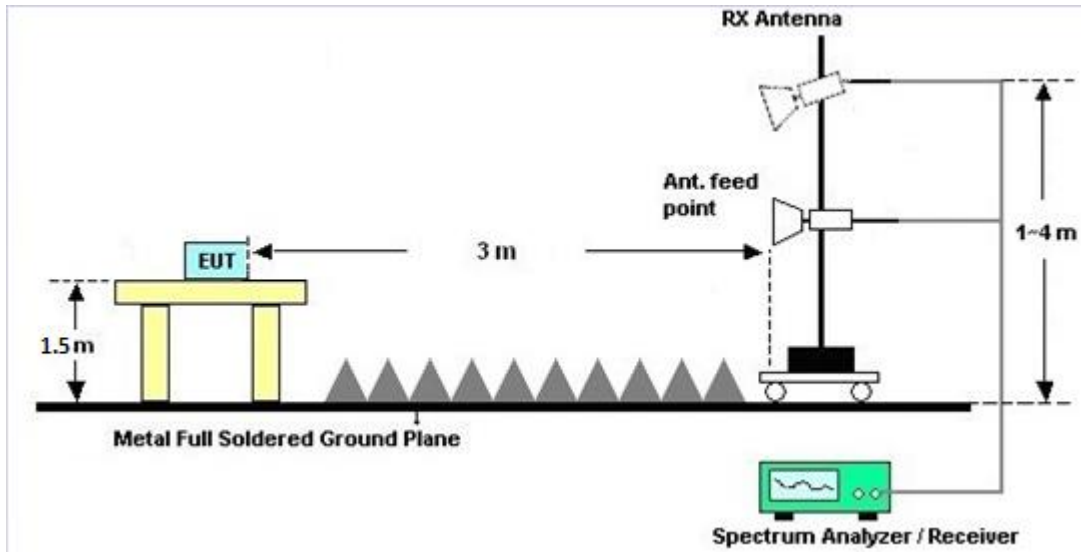 RX Antenna
Ant. feed
point
EUT
3 m
1~4 m
1.5 m
Metal Full Soldered Ground Plane
Spectrum Analyzer / Receiver